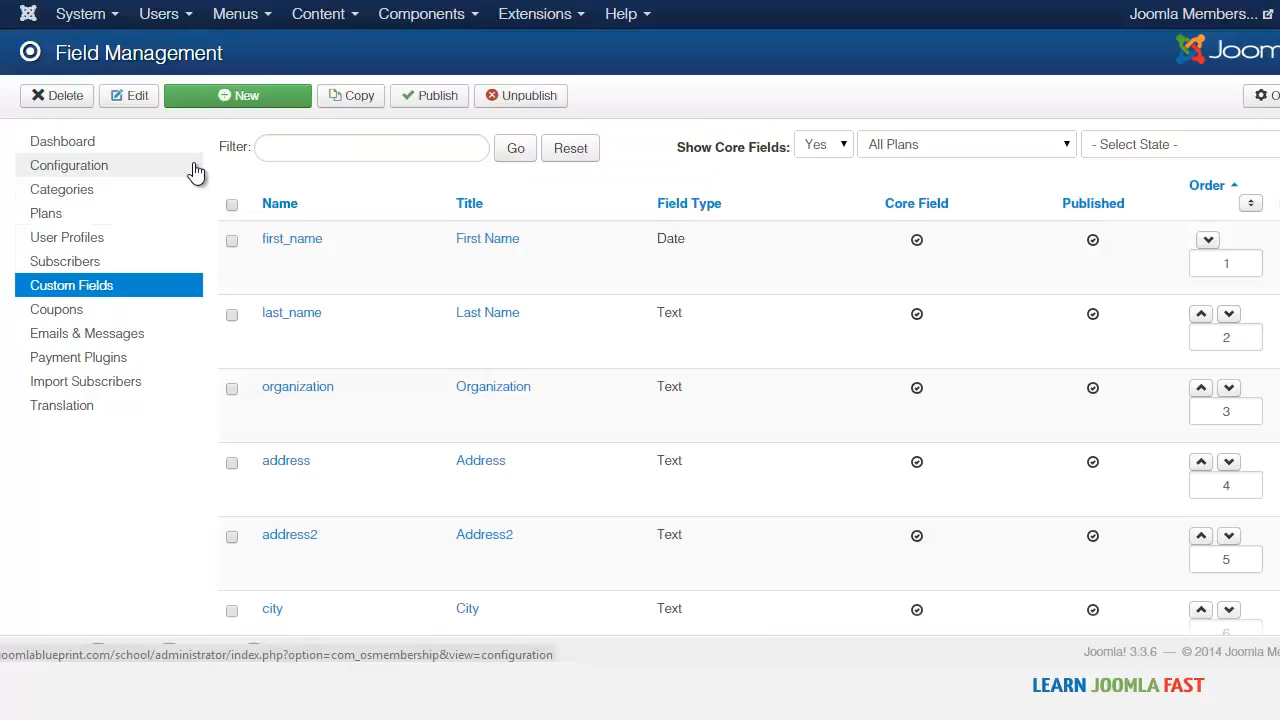 System Users Menus Content Components Extensions Help Joomla Members...
Field Management
Delete Edit New Copy Publish Unpublish
Dashboard
Configuration
Categories
Plans
User Profiles
Subscribers
Custom Fields
Coupons
Emails & Messages
Payment Plugins
Import Subscribers
Translation
Filter: Go Reset Show Core Fields: Yes All Plans - Select State -
Name Title Field Type Core Field Published Order
first_name First Name Date 1
last_name Last Name Text 2
organization Organization Text 3
address Address Text 4
address2 Address2 Text 5
city City Text 6
oomlablueprint.com/school/administrator/index.php?option=com_osmembership&view=configuration
Joomla! 3.3.6 — © 2014 Joomla Me
LEARN JOOMLA FAST